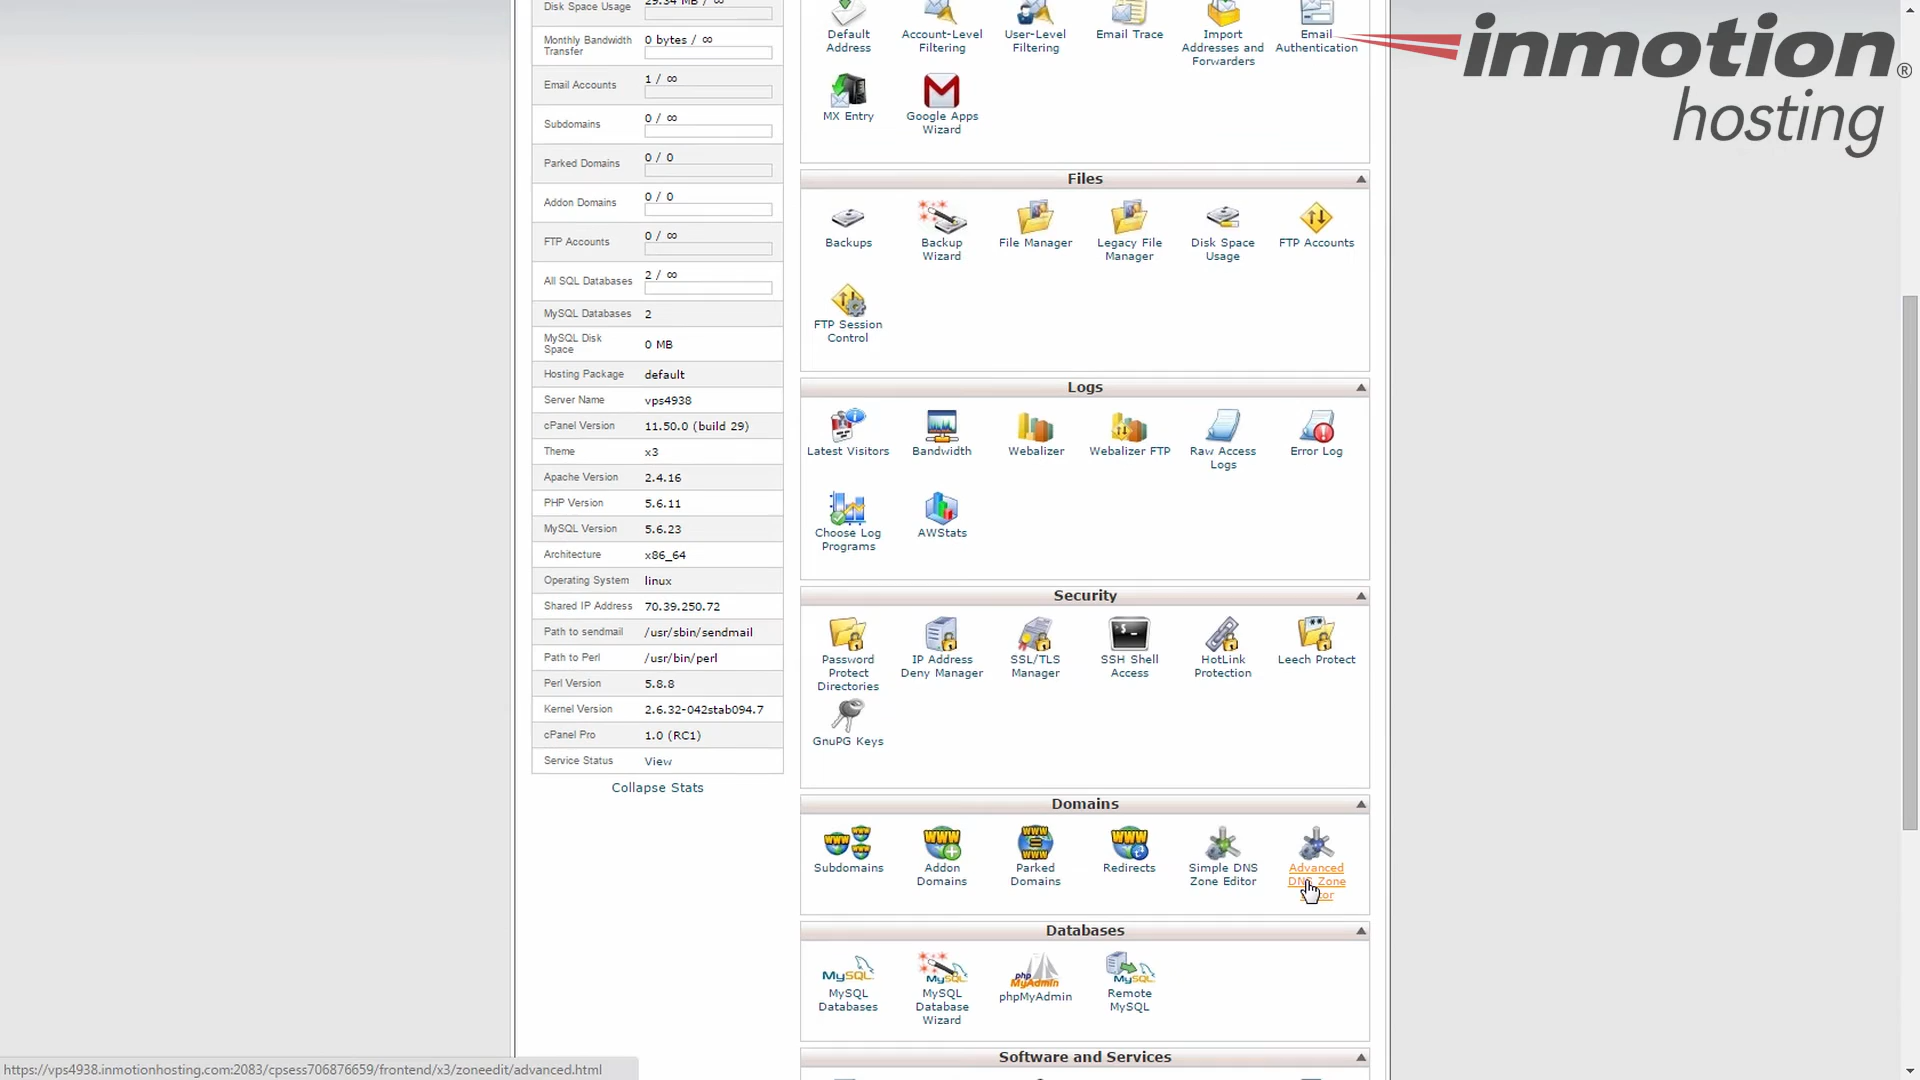 Disk Space Usage 29.34 MB / ∞
Monthly Bandwidth
Transfer
0 bytes / ∞
Email Accounts 1 / ∞
Subdomains 0 / ∞
Parked Domains 0 / 0
Addon Domains 0 / 0
FTP Accounts 0 / ∞
All SQL Databases 2 / ∞
MySQL Databases 2
MySQL Disk
Space
0 MB
Hosting Package default
Server Name vps4938
cPanel Version 11.50.0 (build 29)
Theme x3
Apache Version 2.4.16
PHP Version 5.6.11
MySQL Version 5.6.23
Architecture x86_64
Operating System linux
Shared IP Address 70.39.250.72
Path to sendmail /usr/sbin/sendmail
Path to Perl /usr/bin/perl
Perl Version 5.8.8
Kernel Version 2.6.32-042stab094.7
cPanel Pro 1.0 (RC1)
Service Status View
Collapse Stats
Default
Address
Account-Level
Filtering
User-Level
Filtering
Email Trace
Import
Addresses and
Forwarders
Email
Authentication
MX Entry
Google Apps
Wizard
Files
Backups
Backup
Wizard
File Manager
Legacy File
Manager
Disk Space
Usage
FTP Accounts
FTP Session
Control
Logs
Latest Visitors
Bandwidth
Webalizer
Webalizer FTP
Raw Access
Logs
Error Log
Choose Log
Programs
AWStats
Security
Password
Protect
Directories
IP Address
Deny Manager
SSL/TLS
Manager
SSH Shell
Access
HotLink
Protection
Leech Protect
GnuPG Keys
Domains
Subdomains
Addon
Domains
Parked
Domains
Redirects
Simple DNS
Zone Editor
Advanced
DNS Zone
Databases
MySQL
Databases
MySQL
Database
Wizard
phpMyAdmin
Remote
MySQL
Software and Services
inmotion®
hosting
https://vps4938.inmotionhosting.com:2083/cpsess706876659/frontend/x3/zoneedit/advanced.html